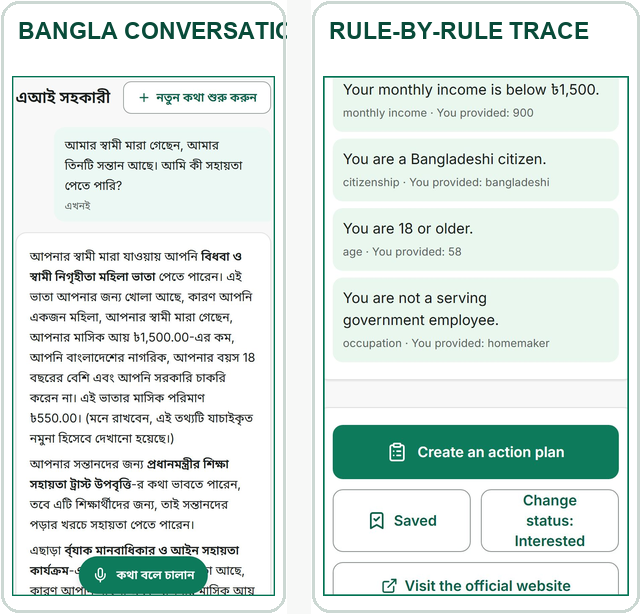 BANGLA CONVERSATIO
এআই সহকারী
+ নতুন কথা শুরু করুন
আমার স্বামী মারা গেছেন, আমার
তিনটি সন্তান আছে। আমি কী সহায়তা
পেতে পারি?
এখনই
আপনার স্বামী মারা যাওয়ায় আপনি বিধবা ও
স্বামী নিগৃহীতা মহিলা ভাতা পেতে পারেন। এই
ভাতা আপনার জন্য খোলা আছে, কারণ আপনি
একজন মহিলা, আপনার স্বামী মারা গেছেন,
আপনার মাসিক আয় ৳1,500.00-এর কম,
আপনি বাংলাদেশের নাগরিক, আপনার বয়স 18
বছরের বেশি এবং আপনি সরকারি চাকরি
করেন না। এই ভাতার মাসিক পরিমাণ
৳550.00। (মনে রাখবেন, এই তথ্যটি যাচাইকৃত
নমুনা হিসেবে দেখানো হয়েছে।)
আপনার সন্তানদের জন্য প্রধানমন্ত্রীর শিক্ষা
সহায়তা ট্রাস্ট উপবৃত্তি-র কথা ভাবতে পারেন,
তবে এটি শিক্ষার্থীদের জন্য, তাই সন্তানদের
পড়ার খরচে সহায়তা পেতে পারেন।
এছাড়া ব্র্যাক মানবাধিকার ও আইন সহায়তা
কার্যক্রম-এ
আছে,
কথা বলে চালান
কারণ
মাসিক আয়
RULE-BY-RULE TRACE
Your monthly income is below ৳1,500.
monthly income · You provided: 900
You are a Bangladeshi citizen.
citizenship · You provided: bangladeshi
You are 18 or older.
age · You provided: 58
You are not a serving
government employee.
occupation · You provided: homemaker
Create an action plan
Saved
Change
status:
Interested
Visit the official website